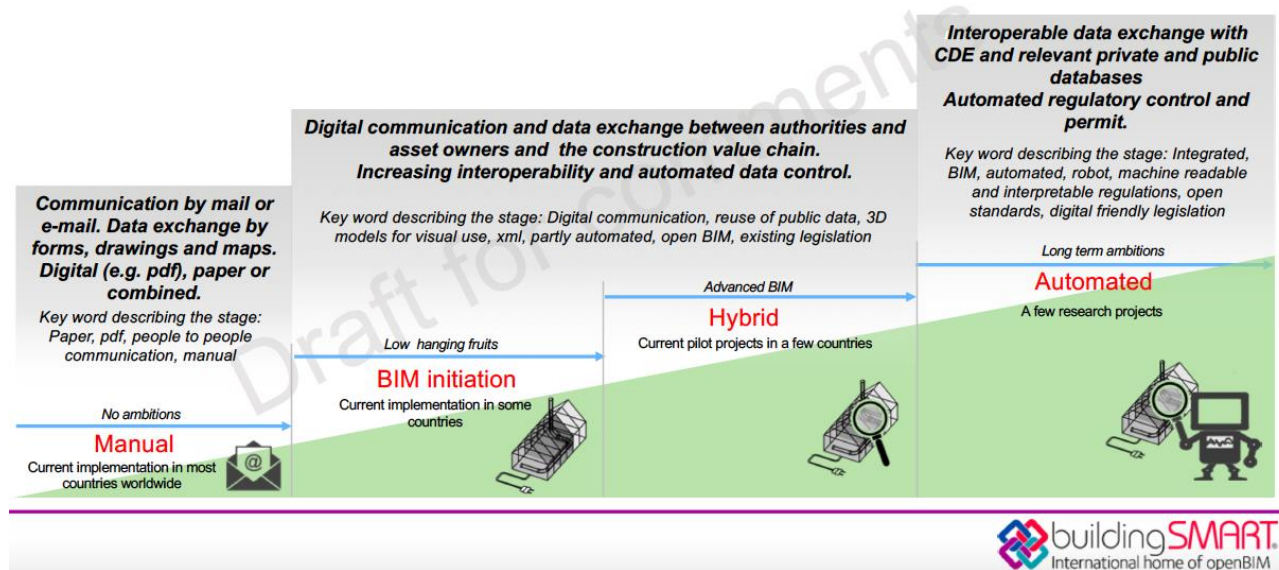 Communication by mail or
e-mail. Data exchange by
forms, drawings and maps.
Digital (e.g. pdf), paper or
combined.
Key word describing the stage:
Paper, pdf, people to people
communication, manual
No ambitions
Manual
Current implementation in most
countries worldwide
@
Digital communication and data exchange between authorities and
asset owners and the construction value chain.
Increasing interoperability and automated data control.
Key word describing the stage: Digital communication, reuse of public data, 3D
models for visual use, xml, partly automated, open BIM, existing legislation
Low hanging fruits
BIM initiation
Current implementation in some
countries
Advanced BIM
Hybrid
Current pilot projects in a few countries
Interoperable data exchange with
CDE and relevant private and public
databases
Automated regulatory control and
permit.
Key word describing the stage: Integrated,
BIM, automated, robot, machine readable
and interpretable regulations, open
standards, digital friendly legislation
Long term ambitions
Automated
A few research projects
Draft for comments
buildingSMART.
International home of openBIM